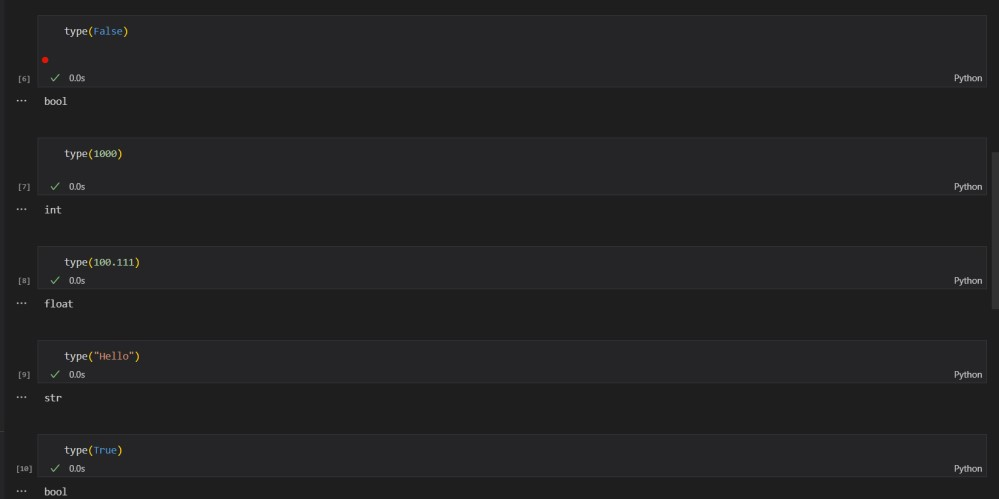 type(False)
[6]
✓ 0.0s
Python
... bool
type(1000)
[7]
✓ 0.0s
Python
... int
type(100.111)
[8]
✓ 0.0s
Python
... float
type("Hello")
[9]
✓ 0.0s
Python
... str
type(True)
[10]
✓ 0.0s
Python
... bool